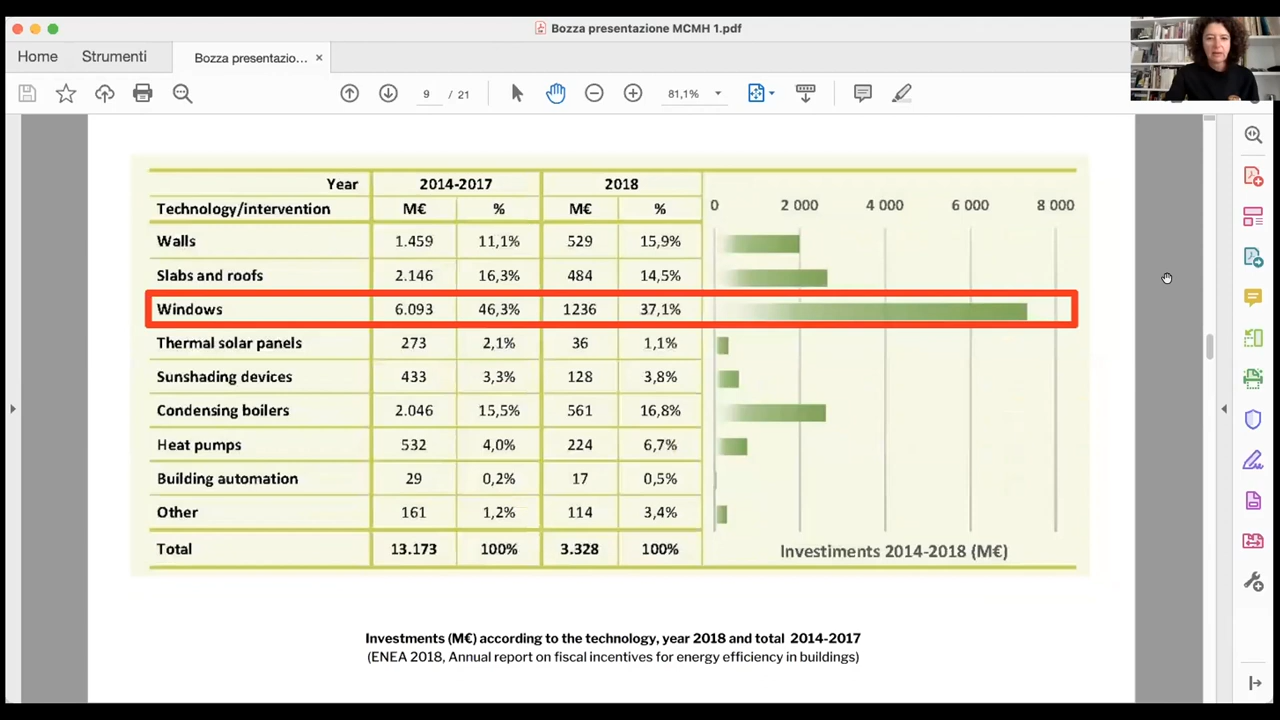 Bozza presentazione MCMH 1.pdf
Home Strumenti Bozza presentazio... ×
9 / 21 81,1%
Year 2014-2017 2018
Technology/intervention M€ % M€ % 0 2 000 4 000 6 000 8 000
Walls 1.459 11,1% 529 15,9%
Slabs and roofs 2.146 16,3% 484 14,5%
Windows 6.093 46,3% 1236 37,1%
Thermal solar panels 273 2,1% 36 1,1%
Sunshading devices 433 3,3% 128 3,8%
Condensing boilers 2.046 15,5% 561 16,8%
Heat pumps 532 4,0% 224 6,7%
Building automation 29 0,2% 17 0,5%
Other 161 1,2% 114 3,4%
Total 13.173 100% 3.328 100% Investiments 2014-2018 (M€)
Investments (M€) according to the technology, year 2018 and total 2014-2017
(ENEA 2018, Annual report on fiscal incentives for energy efficiency in buildings)